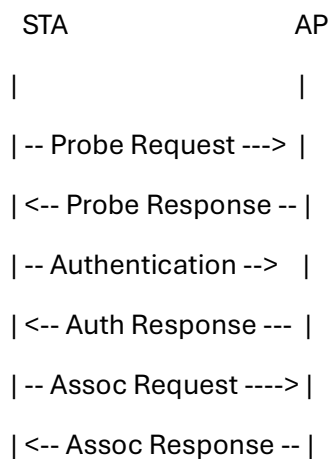 STA AP
| |
| -- Probe Request ---> |
| <-- Probe Response -- |
| -- Authentication --> |
| <-- Auth Response --- |
| -- Assoc Request ----> |
| <-- Assoc Response -- |